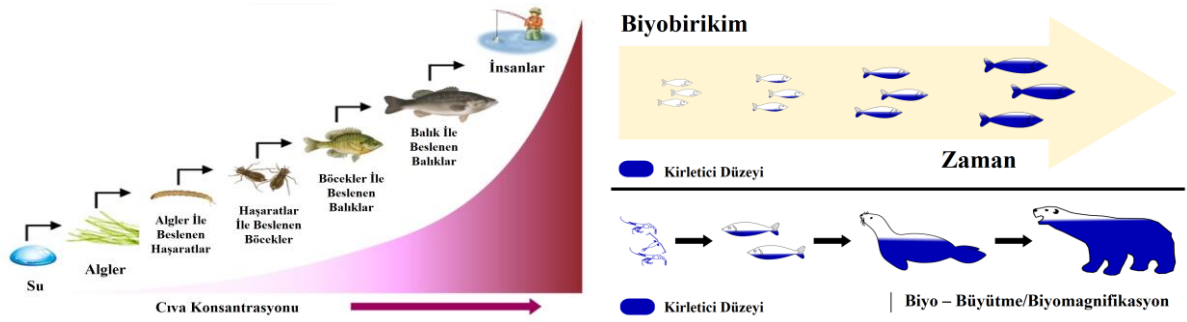 İnsanlar
Balık İle
Beslenen
Balıklar
Böcekler İle
Beslenen
Balıklar
Haşaratlar
İle Beslenen
Böcekler
Algler İle
Beslenen
Haşaratlar
Algler
Su
Cıva Konsantrasyonu
Biyobirikim
Zaman
Kirletici Düzeyi
Kirletici Düzeyi
Biyo – Büyütme/Biyomagnifikasyon